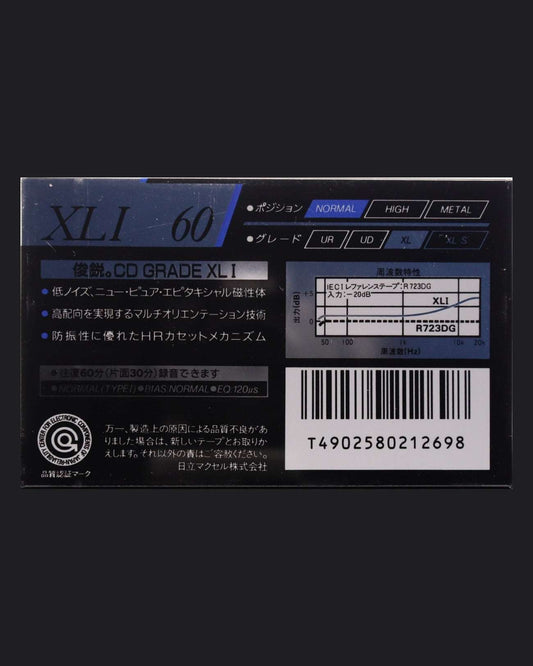 XLI 60
●ポジション NORMAL HIGH METAL
●グレード UR UD XL XL S
俊鋭。CD GRADE XLI
●低ノイズ、ニュー・ピュア・エピタキシャル磁性体
●高配向を実現するマルチオリエンテーション技術
●防振性に優れたHRカセットメカニズム
●往復60分(片面30分)録音できます
●NORMAL(TYPEI)●BIAS:NORMAL●EQ:120μs
周波数特性
IECIレファレンステープ:R723DG
入力:-20dB
出力(dB)
+5
0
XLI
R723DG
50 100 1k 10k 20k
周波数(Hz)
万一、製造上の原因による品質不良があ
りました場合は、新しいテープとお取りか
えします。それ以外の責はご容赦ください。
日立マクセル株式会社
品質認証マーク
T4902580212698